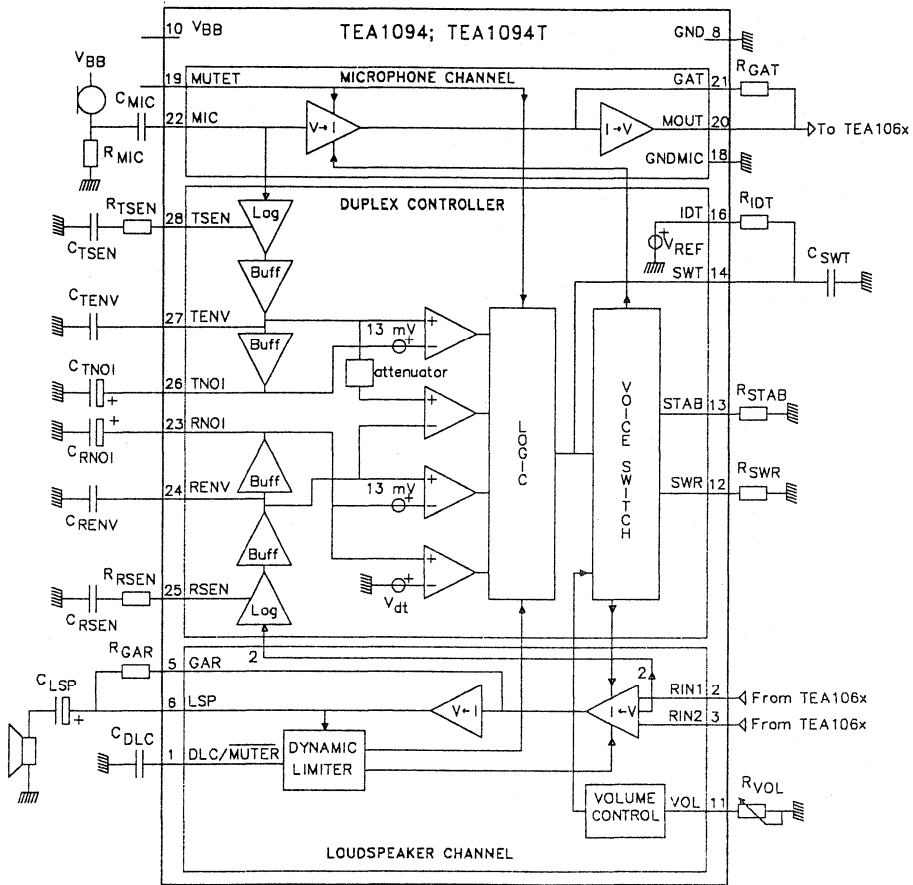 TEA1094; TEA1094T
10 VBB
GND 8
VBB
19 MUTET
MICROPHONE CHANNEL
GAT 21
RGAT
CMIC
22 MIC
V→I
I→V
MOUT 20
To TEA106x
RMIC
GNDMIC 18
DUPLEX CONTROLLER
RTSEN
28 TSEN
CTSEN
Log
IDT 16
RIDT
VREF
+
SWT 14
CSWT
Buff
CTENV
27 TENV
Buff
13 mV
+
+
−
attenuator
CTNOI
+
26 TNOI
+
−
STAB 13
RSTAB
+
23 RNOI
CRNOI
LOGIC
VOICE SWITCH
Buff
24 RENV
CRENV
13 mV
+
+
−
SWR 12
RSWR
Buff
+
−
+
Vdt
RRSEN
25 RSEN
CRSEN
Log
2
RGAR
5 GAR
2
CLSP
+
6 LSP
V←I
I←V
RIN1 2
From TEA106x
RIN2 3
From TEA106x
CDLC
1 DLC/MUTER
DYNAMIC
LIMITER
VOLUME
CONTROL
VOL 11
RVOL
LOUDSPEAKER CHANNEL